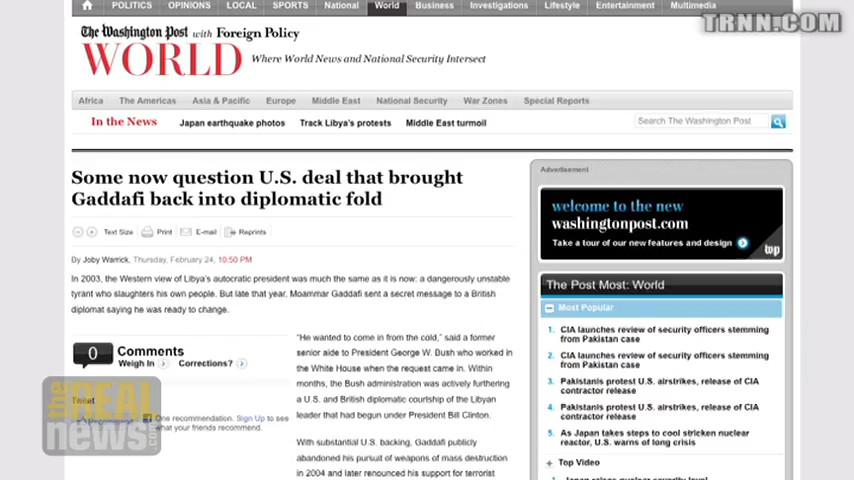 POLITICS OPINIONS LOCAL SPORTS National World Business Investigations Lifestyle Entertainment Multimedia
TRNN.COM
The Washington Post with Foreign Policy
WORLD Where World News and National Security Intersect
Africa The Americas Asia & Pacific Europe Middle East National Security War Zones Special Reports
In the News Japan earthquake photos Track Libya's protests Middle East turmoil
Search The Washington Post
Some now question U.S. deal that brought
Gaddafi back into diplomatic fold
Text Size Print E-mail Reprints
By Joby Warrick, Thursday, February 24, 10:50 PM
In 2003, the Western view of Libya's autocratic president was much the same as it is now: a dangerously unstable
tyrant who slaughters his own people. But late that year, Moammar Gaddafi sent a secret message to a British
diplomat saying he was ready to change.
0 Comments
Weigh In Corrections?
Tweet
Recommend One recommendation. Sign Up to see
what your friends recommend.
"He wanted to come in from the cold," said a former
senior aide to President George W. Bush who worked in
the White House when the request came in. Within
months, the Bush administration was actively furthering
a U.S. and British diplomatic courtship of the Libyan
leader that had begun under President Bill Clinton.
With substantial U.S. backing, Gaddafi publicly
abandoned his pursuit of weapons of mass destruction
in 2004 and later renounced his support for terrorist
Advertisement
welcome to the new
washingtonpost.com
Take a tour of our new features and design
wp
The Post Most: World
Most Popular
1. CIA launches review of security officers stemming
from Pakistan case
2. CIA launches review of security officers stemming
from Pakistan case
3. Pakistanis protest U.S. airstrikes, release of CIA
contractor release
4. Pakistanis protest U.S. airstrikes, release of CIA
contractor release
5. As Japan takes steps to cool stricken nuclear
reactor, U.S. warns of long crisis
Top Video
1. Japan raises nuclear severity level
the REAL
news.com